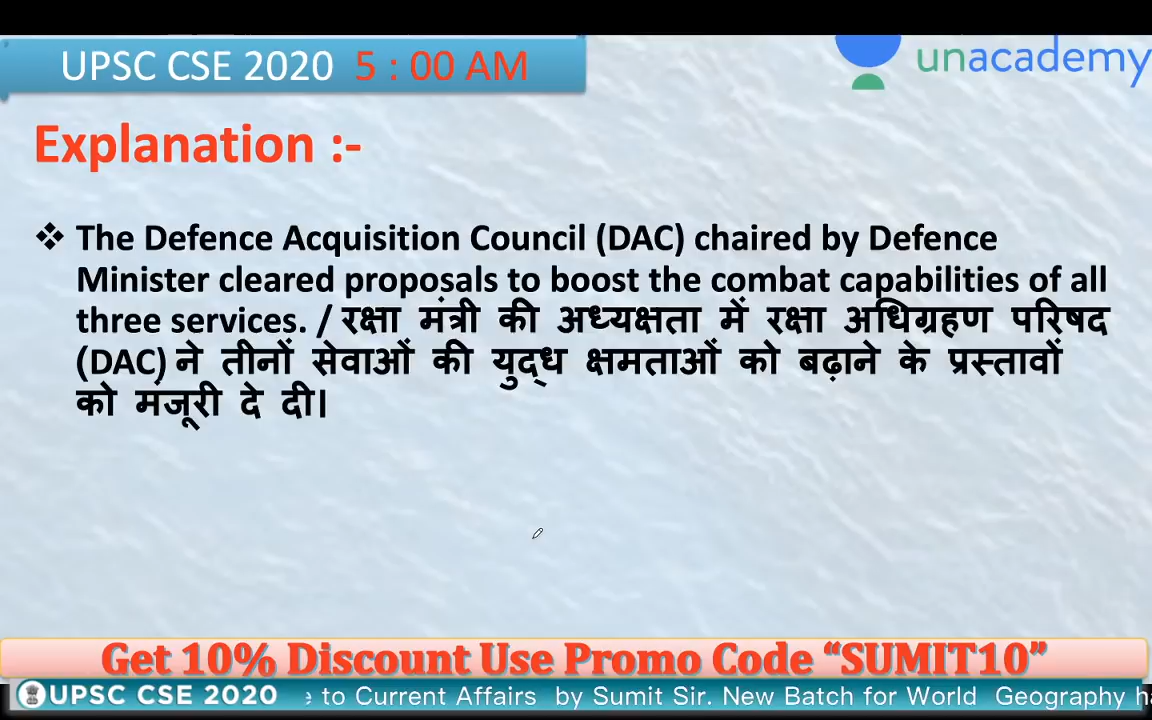 UPSC CSE 2020 5 : 00 AM
unacademy
Explanation :-
❖ The Defence Acquisition Council (DAC) chaired by Defence
Minister cleared proposals to boost the combat capabilities of all
three services. / रक्षा मंत्री की अध्यक्षता में रक्षा अधिग्रहण परिषद
(DAC) ने तीनों सेवाओं की युद्ध क्षमताओं को बढ़ाने के प्रस्तावों
को मंजूरी दे दी।
Get 10% Discount Use Promo Code “SUMIT10”
UPSC CSE 2020 to Current Affairs by Sumit Sir. New Batch for World Geography